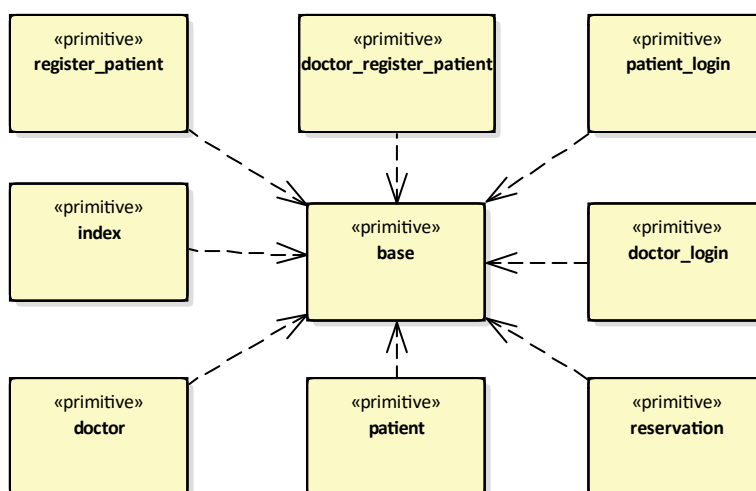 «primitive»
register_patient
«primitive»
doctor_register_patient
«primitive»
patient_login
«primitive»
index
«primitive»
base
«primitive»
doctor_login
«primitive»
doctor
«primitive»
patient
«primitive»
reservation